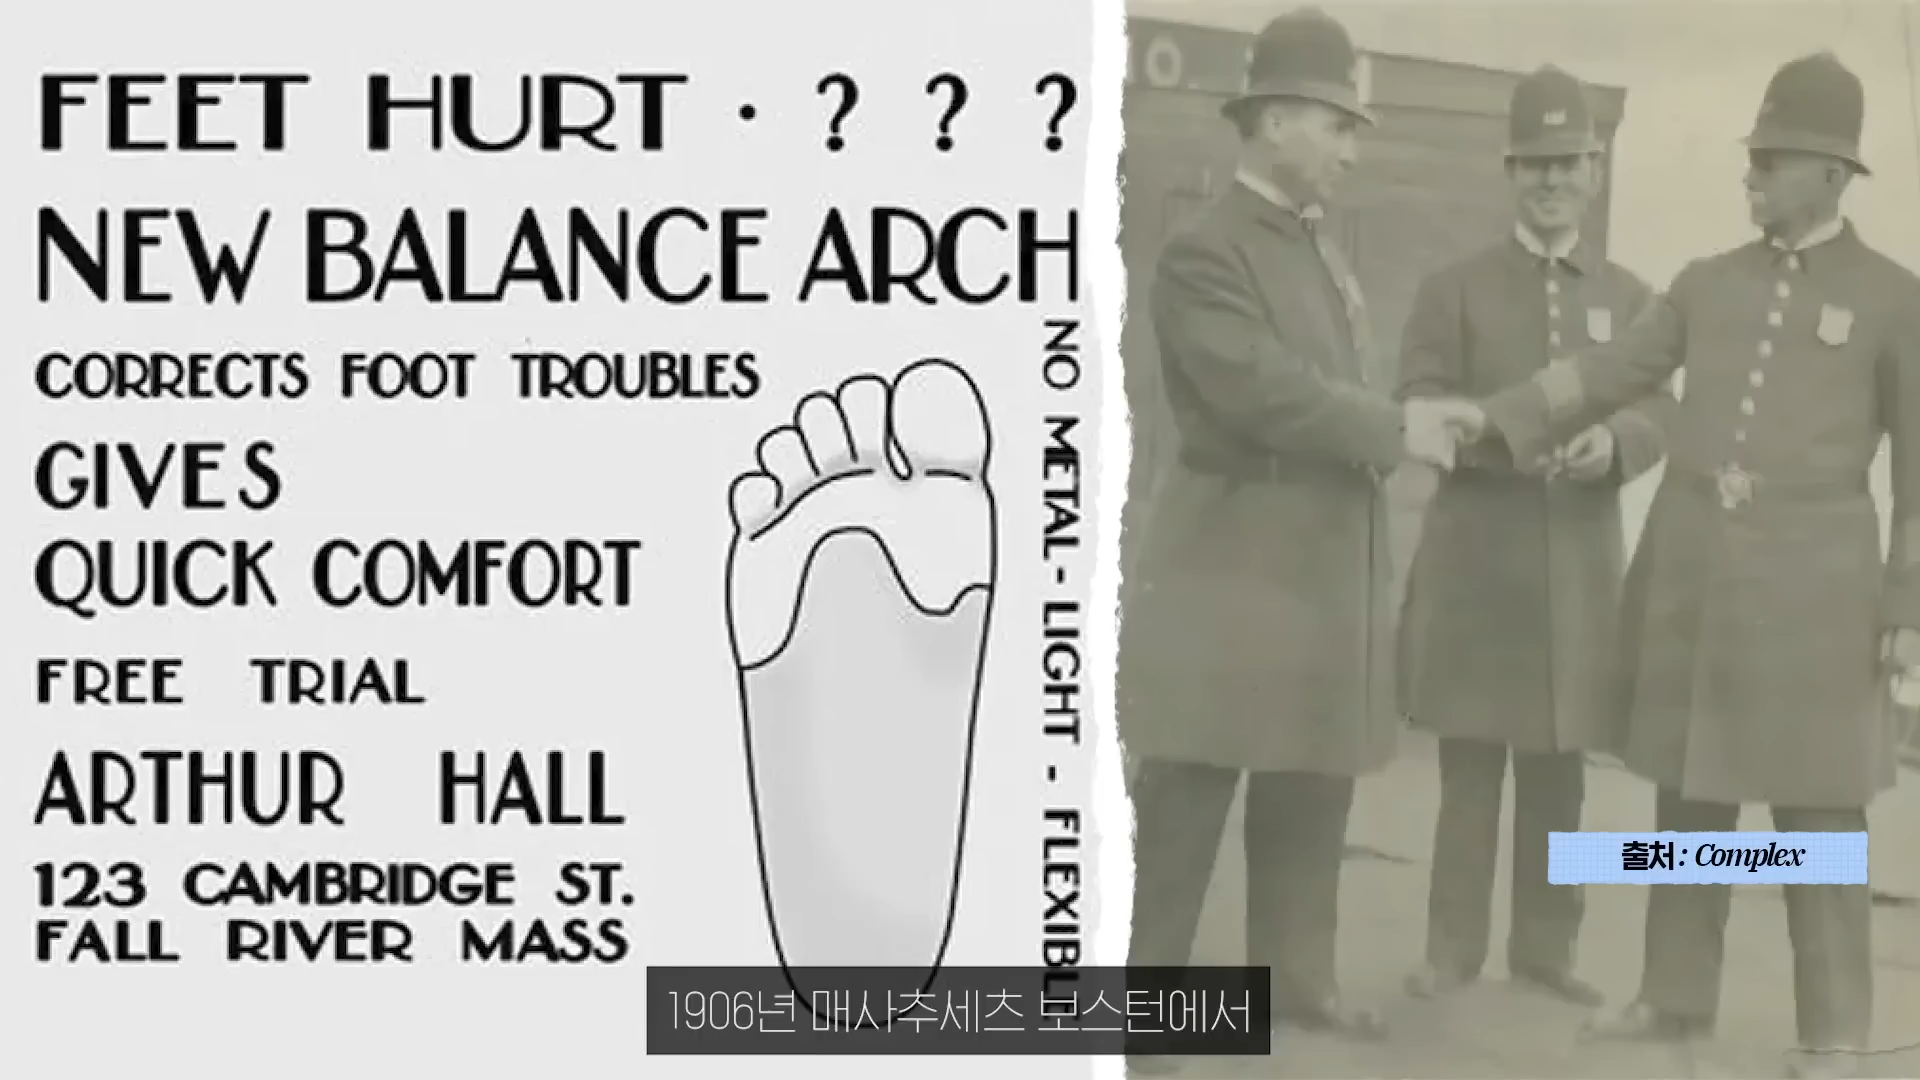 FEET HURT · ? ? ?
NEW BALANCE ARCH
CORRECTS FOOT TROUBLES
GIVES
QUICK COMFORT
FREE TRIAL
ARTHUR HALL
123 CAMBRIDGE ST.
FALL RIVER MASS
NO METAL - LIGHT - FLEXIBLE
출처: Complex
1906년 매사추세츠 보스턴에서